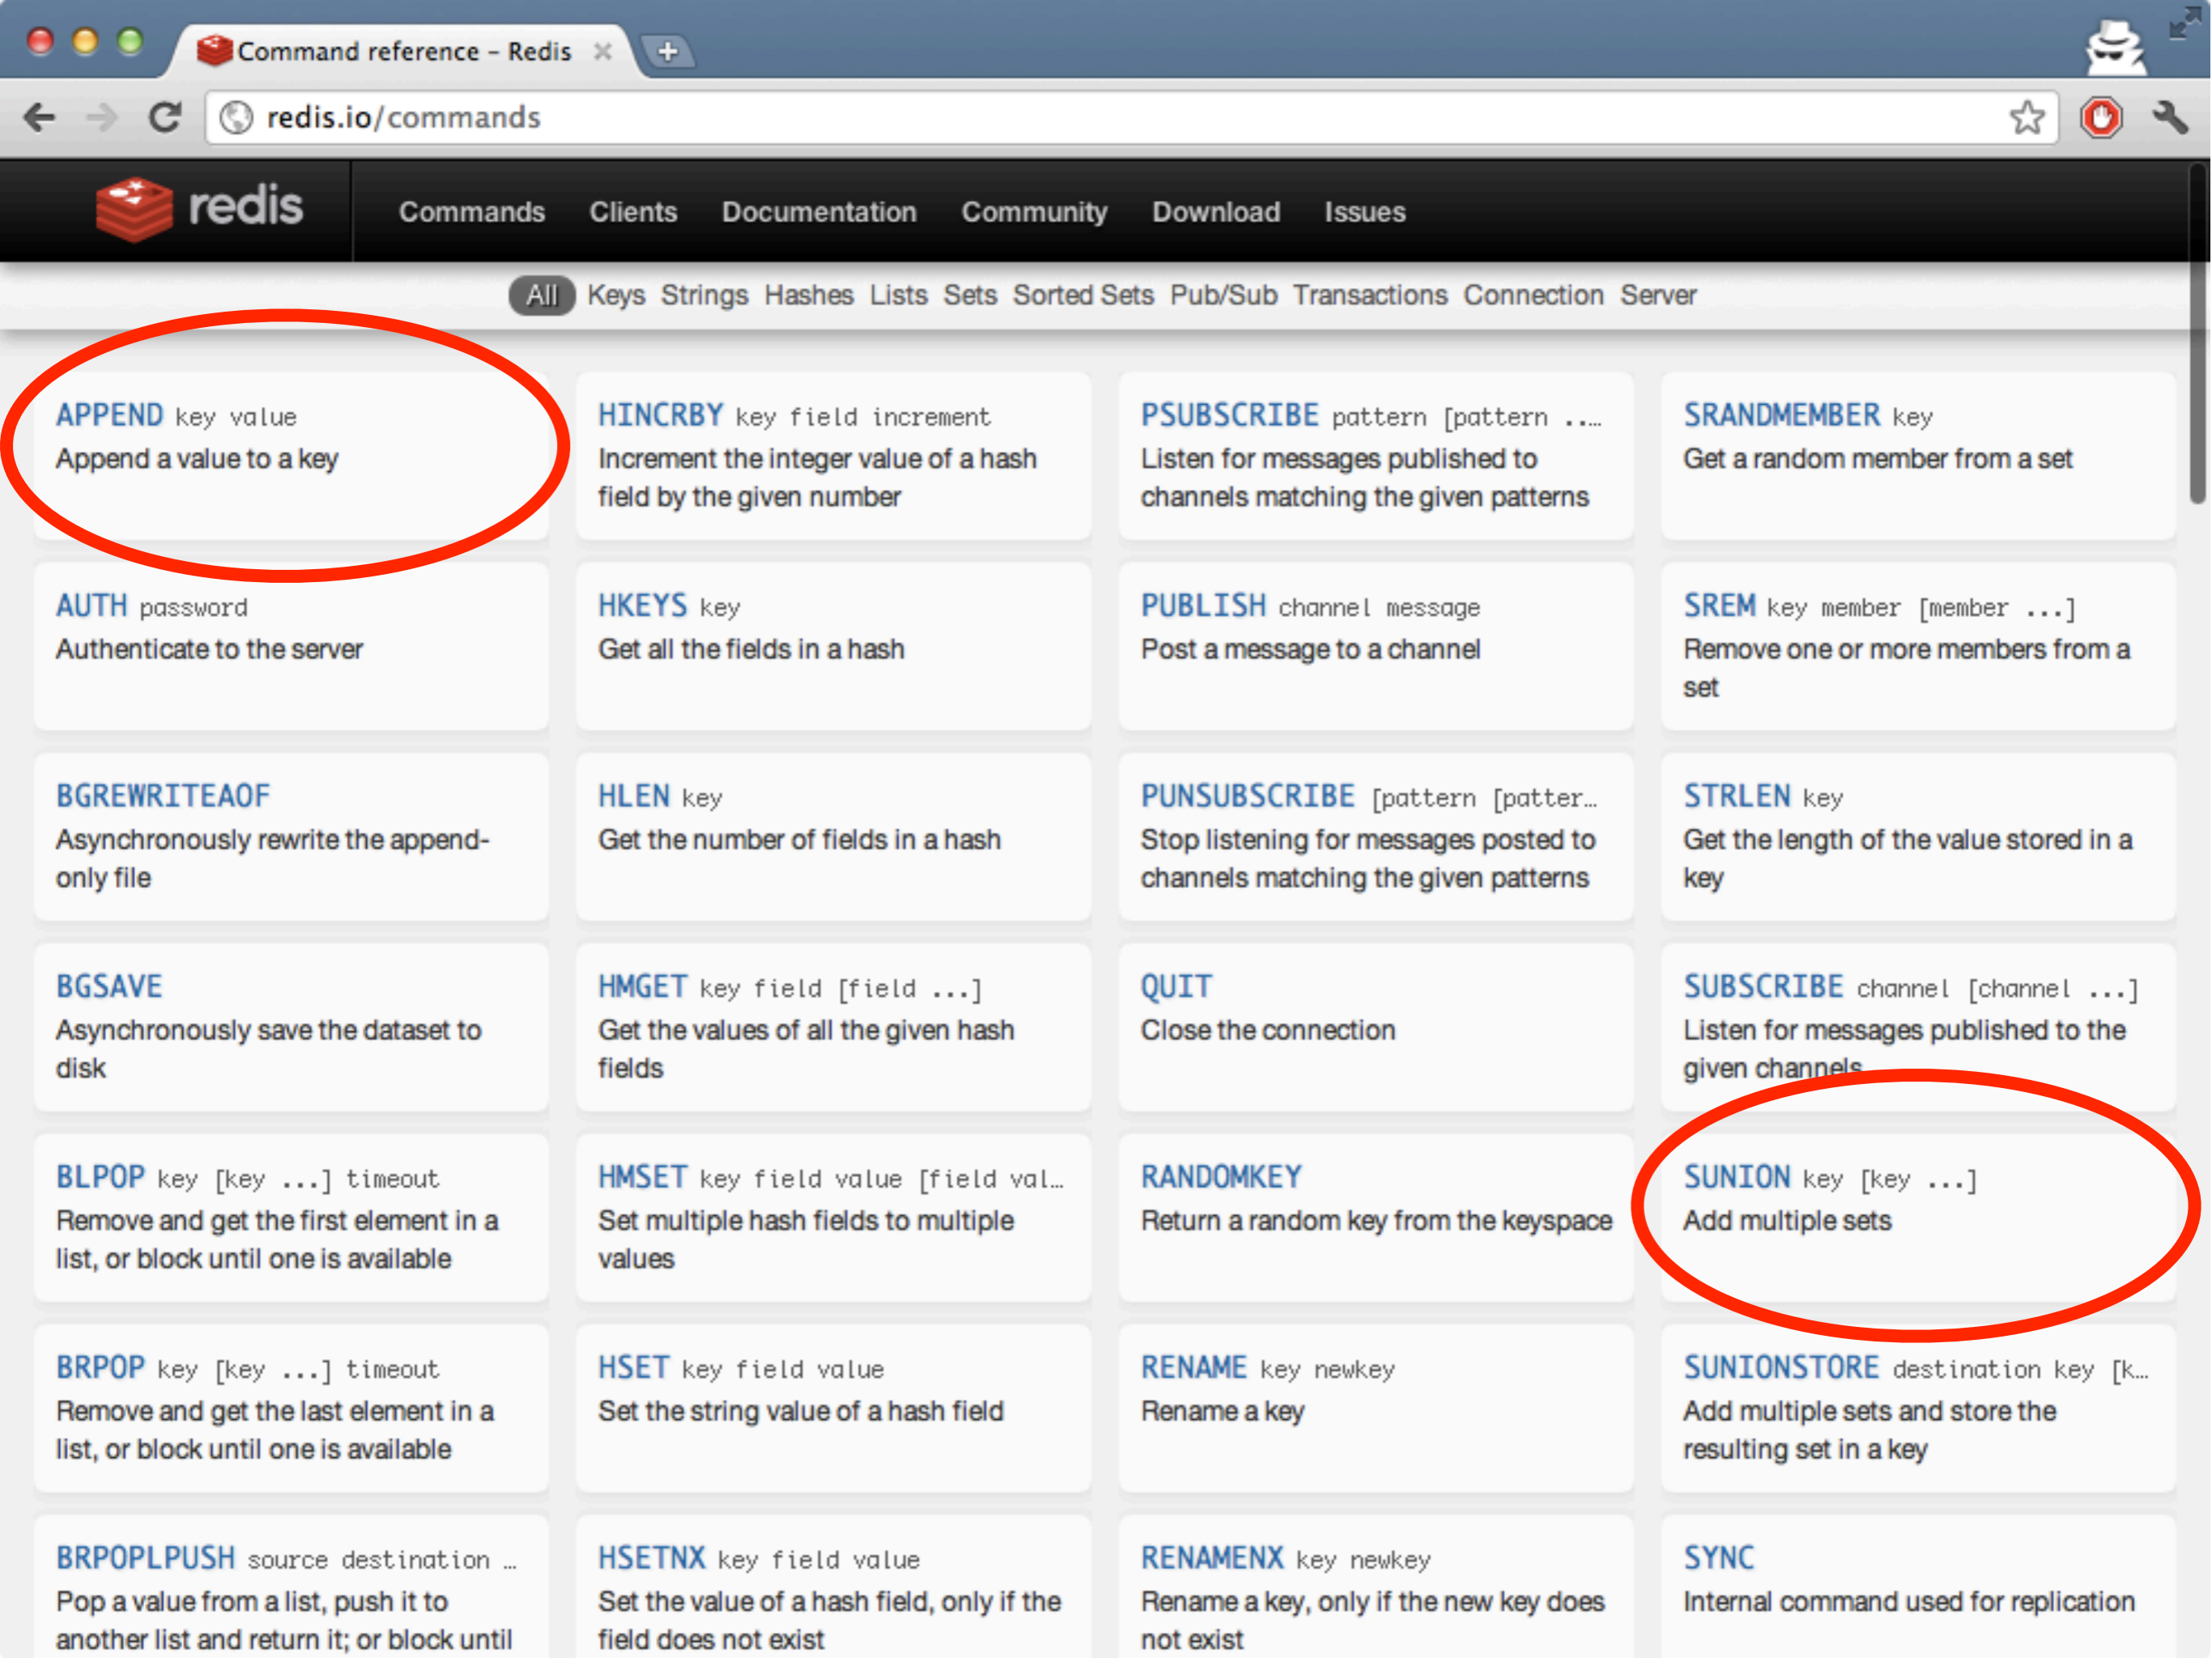 Command reference – Redis
redis.io/commands
redis
Commands Clients Documentation Community Download Issues
All Keys Strings Hashes Lists Sets Sorted Sets Pub/Sub Transactions Connection Server
APPEND key value
Append a value to a key
HINCRBY key field increment
Increment the integer value of a hash
field by the given number
PSUBSCRIBE pattern [pattern ..…
Listen for messages published to
channels matching the given patterns
SRANDMEMBER key
Get a random member from a set
AUTH password
Authenticate to the server
HKEYS key
Get all the fields in a hash
PUBLISH channel message
Post a message to a channel
SREM key member [member ...]
Remove one or more members from a
set
BGREWRITEAOF
Asynchronously rewrite the append-
only file
HLEN key
Get the number of fields in a hash
PUNSUBSCRIBE [pattern [patter…
Stop listening for messages posted to
channels matching the given patterns
STRLEN key
Get the length of the value stored in a
key
BGSAVE
Asynchronously save the dataset to
disk
HMGET key field [field ...]
Get the values of all the given hash
fields
QUIT
Close the connection
SUBSCRIBE channel [channel ...]
Listen for messages published to the
given channels
BLPOP key [key ...] timeout
Remove and get the first element in a
list, or block until one is available
HMSET key field value [field val…
Set multiple hash fields to multiple
values
RANDOMKEY
Return a random key from the keyspace
SUNION key [key ...]
Add multiple sets
BRPOP key [key ...] timeout
Remove and get the last element in a
list, or block until one is available
HSET key field value
Set the string value of a hash field
RENAME key newkey
Rename a key
SUNIONSTORE destination key [k…
Add multiple sets and store the
resulting set in a key
BRPOPLPUSH source destination …
Pop a value from a list, push it to
another list and return it; or block until
HSETNX key field value
Set the value of a hash field, only if the
field does not exist
RENAMENX key newkey
Rename a key, only if the new key does
not exist
SYNC
Internal command used for replication